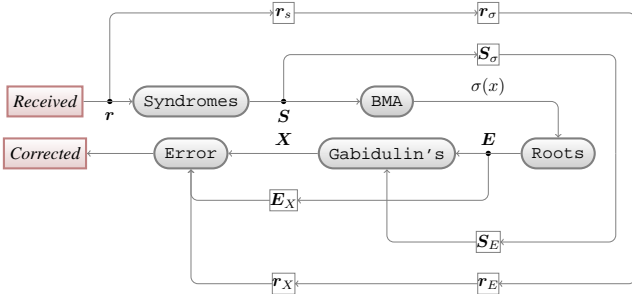 r_s r_σ
S_σ
σ(x)
Received Syndromes BMA
r S
X E
Corrected Error Gabidulin's Roots
E_X
S_E
r_X r_E